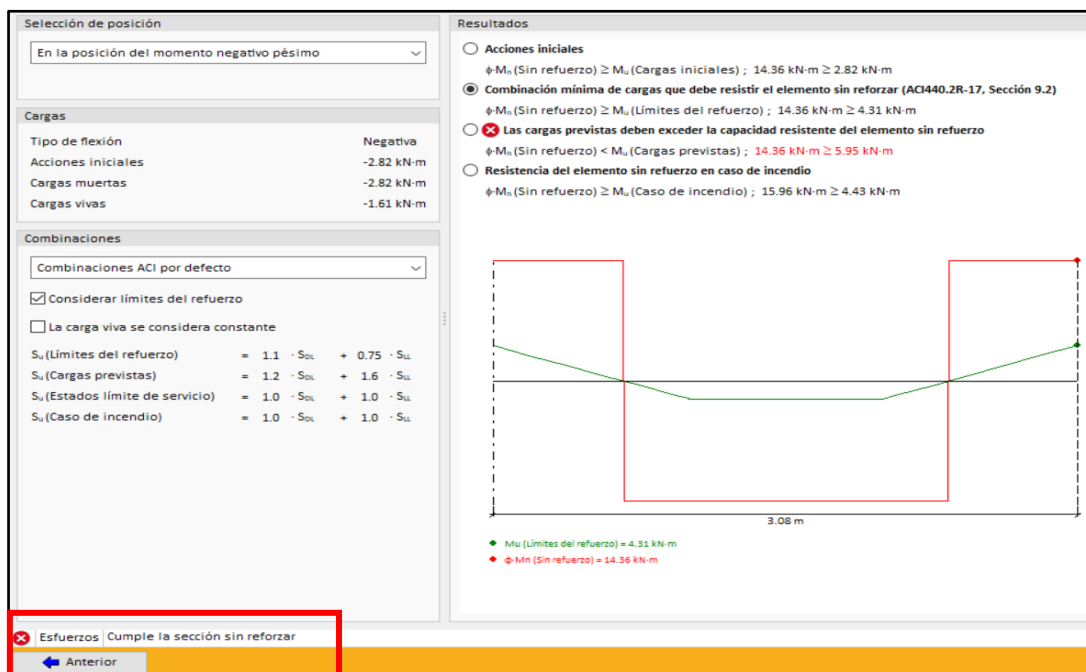 Selección de posición
En la posición del momento negativo pésimo
Cargas
Tipo de flexión Negativa
Acciones iniciales -2.82 kN·m
Cargas muertas -2.82 kN·m
Cargas vivas -1.61 kN·m
Combinaciones
Combinaciones ACI por defecto
Considerar límites del refuerzo
La carga viva se considera constante
Su (Límites del refuerzo) = 1.1 · SDL + 0.75 · SLL
Su (Cargas previstas) = 1.2 · SDL + 1.6 · SLL
Su (Estados límite de servicio) = 1.0 · SDL + 1.0 · SLL
Su (Caso de incendio) = 1.0 · SDL + 1.0 · SLL
Resultados
Acciones iniciales
ϕ·Mn (Sin refuerzo) ≥ Mu (Cargas iniciales) ; 14.36 kN·m ≥ 2.82 kN·m
Combinación mínima de cargas que debe resistir el elemento sin reforzar (ACI440.2R-17, Sección 9.2)
ϕ·Mn (Sin refuerzo) ≥ Mu (Límites del refuerzo) ; 14.36 kN·m ≥ 4.31 kN·m
Las cargas previstas deben exceder la capacidad resistente del elemento sin refuerzo
ϕ·Mn (Sin refuerzo) < Mu (Cargas previstas) ; 14.36 kN·m ≥ 5.95 kN·m
Resistencia del elemento sin refuerzo en caso de incendio
ϕ·Mn (Sin refuerzo) ≥ Mu (Caso de incendio) ; 15.96 kN·m ≥ 4.43 kN·m
3.08 m
Mu (Límites del refuerzo) = 4.31 kN·m
ϕ·Mn (Sin refuerzo) = 14.36 kN·m
Esfuerzos Cumple la sección sin reforzar
Anterior